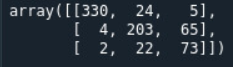 array([[330, 24, 5],
[ 4, 203, 65],
[ 2, 22, 73]])